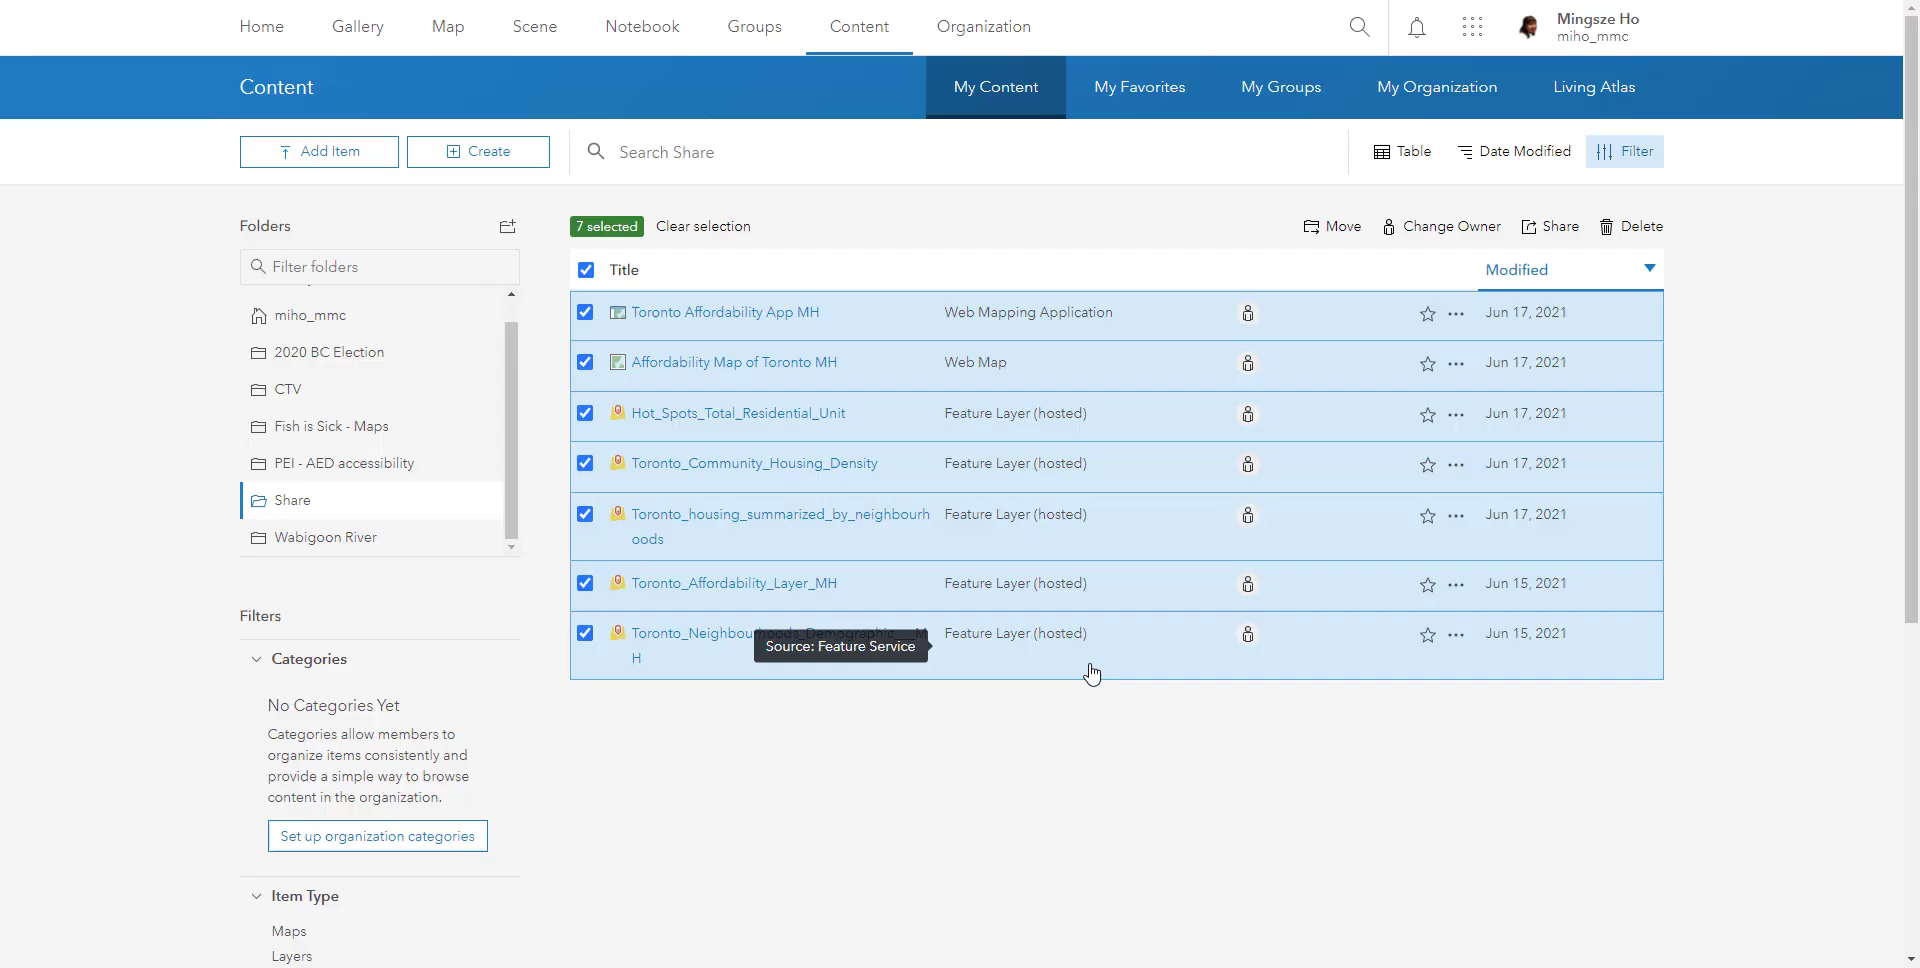 Home Gallery Map Scene Notebook Groups Content Organization
Mingsze Ho
miho_mmc
Content My Content My Favorites My Groups My Organization Living Atlas
Add Item Create Search Share Table Date Modified Filter
Folders
Filter folders
miho_mmc
2020 BC Election
CTV
Fish is Sick - Maps
PEI - AED accessibility
Share
Wabigoon River
Filters
Categories
No Categories Yet
Categories allow members to
organize items consistently and
provide a simple way to browse
content in the organization.
Set up organization categories
Item Type
Maps
Layers
7 selected Clear selection Move Change Owner Share Delete
Title Modified
Toronto Affordability App MH Web Mapping Application Jun 17, 2021
Affordability Map of Toronto MH Web Map Jun 17, 2021
Hot_Spots_Total_Residential_Unit Feature Layer (hosted) Jun 17, 2021
Toronto_Community_Housing_Density Feature Layer (hosted) Jun 17, 2021
Toronto_housing_summarized_by_neighbourh Feature Layer (hosted) Jun 17, 2021
oods
Toronto_Affordability_Layer_MH Feature Layer (hosted) Jun 15, 2021
Toronto_Neighbourhoods_Demographic__M Feature Layer (hosted) Jun 15, 2021
H
Source: Feature Service